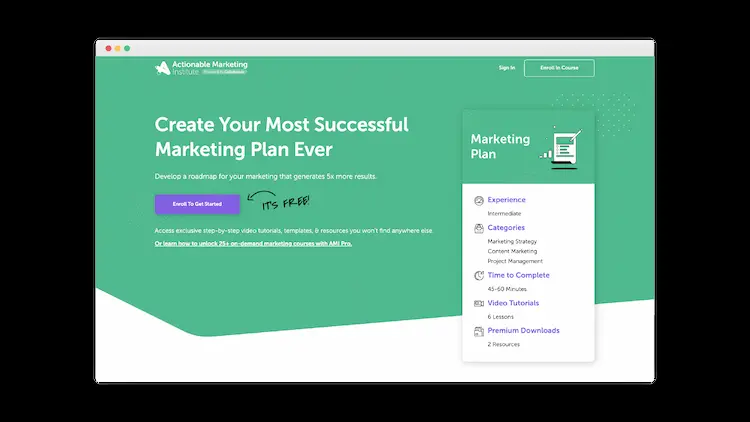 Actionable Marketing
Institute Powered by CoSchedule
Sign In
Enroll to Course
Create Your Most Successful
Marketing Plan Ever
Develop a roadmap for your marketing that generates 5x more results.
Enroll To Get Started
IT'S FREE!
Access exclusive step-by-step video tutorials, templates, & resources you won't find anywhere else.
Or learn how to unlock 25+ on-demand marketing courses with AMI Pro.
Marketing
Plan
Experience
Intermediate
Categories
Marketing Strategy
Content Marketing
Project Management
Time to Complete
45-60 Minutes
Video Tutorials
6 Lessons
Premium Downloads
2 Resources